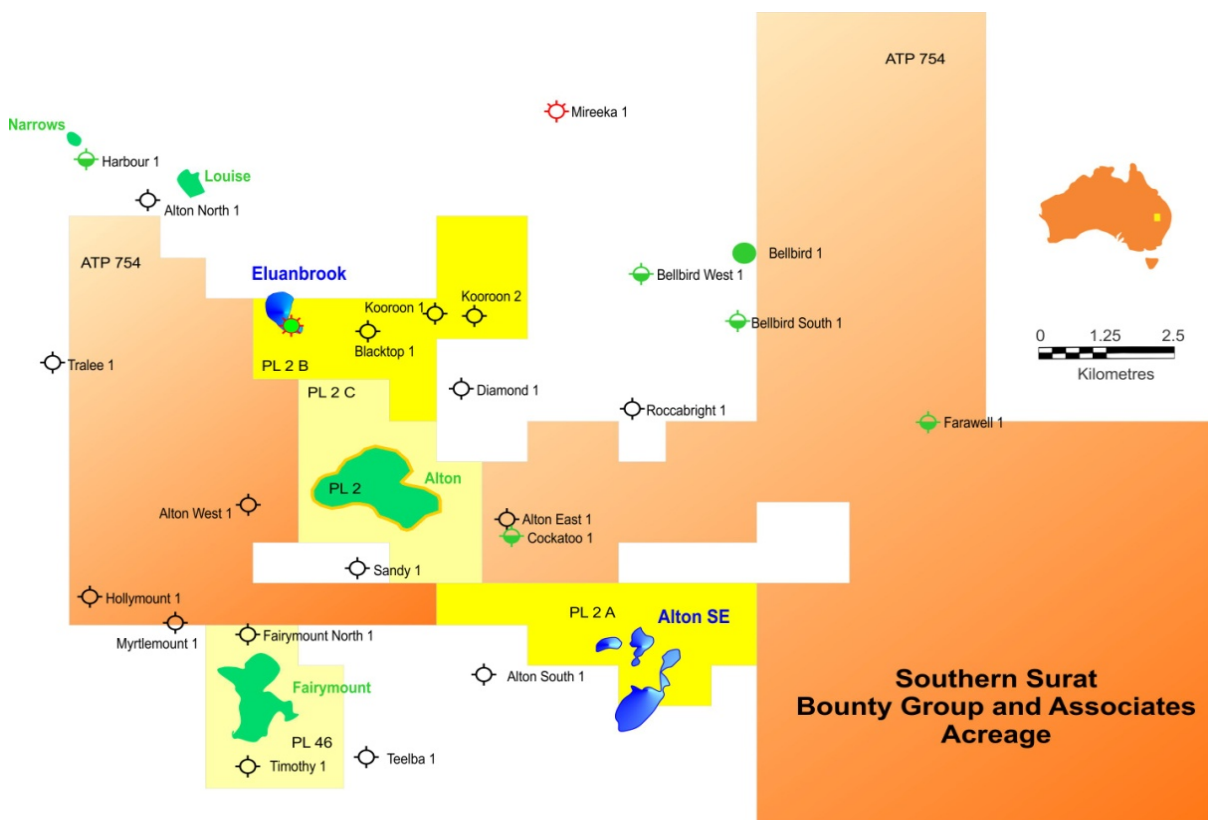 ATP 754
Mireeka 1
Narrows
Harbour 1
Louise
Alton North 1
ATP 754
Eluanbrook
Bellbird 1
Bellbird West 1
Kooroon 1
Kooroon 2
Bellbird South 1
0 1.25 2.5
Kilometres
Blacktop 1
Tralee 1
PL 2 B
PL 2 C
Diamond 1
Roccabright 1
Farawell 1
Alton
PL 2
Alton West 1
Alton East 1
Cockatoo 1
Sandy 1
Hollymount 1
PL 2 A
Alton SE
Myrtlemount 1
Fairymount North 1
Alton South 1
Fairymount
Southern Surat
Bounty Group and Associates
Acreage
PL 46
Timothy 1
Teelba 1